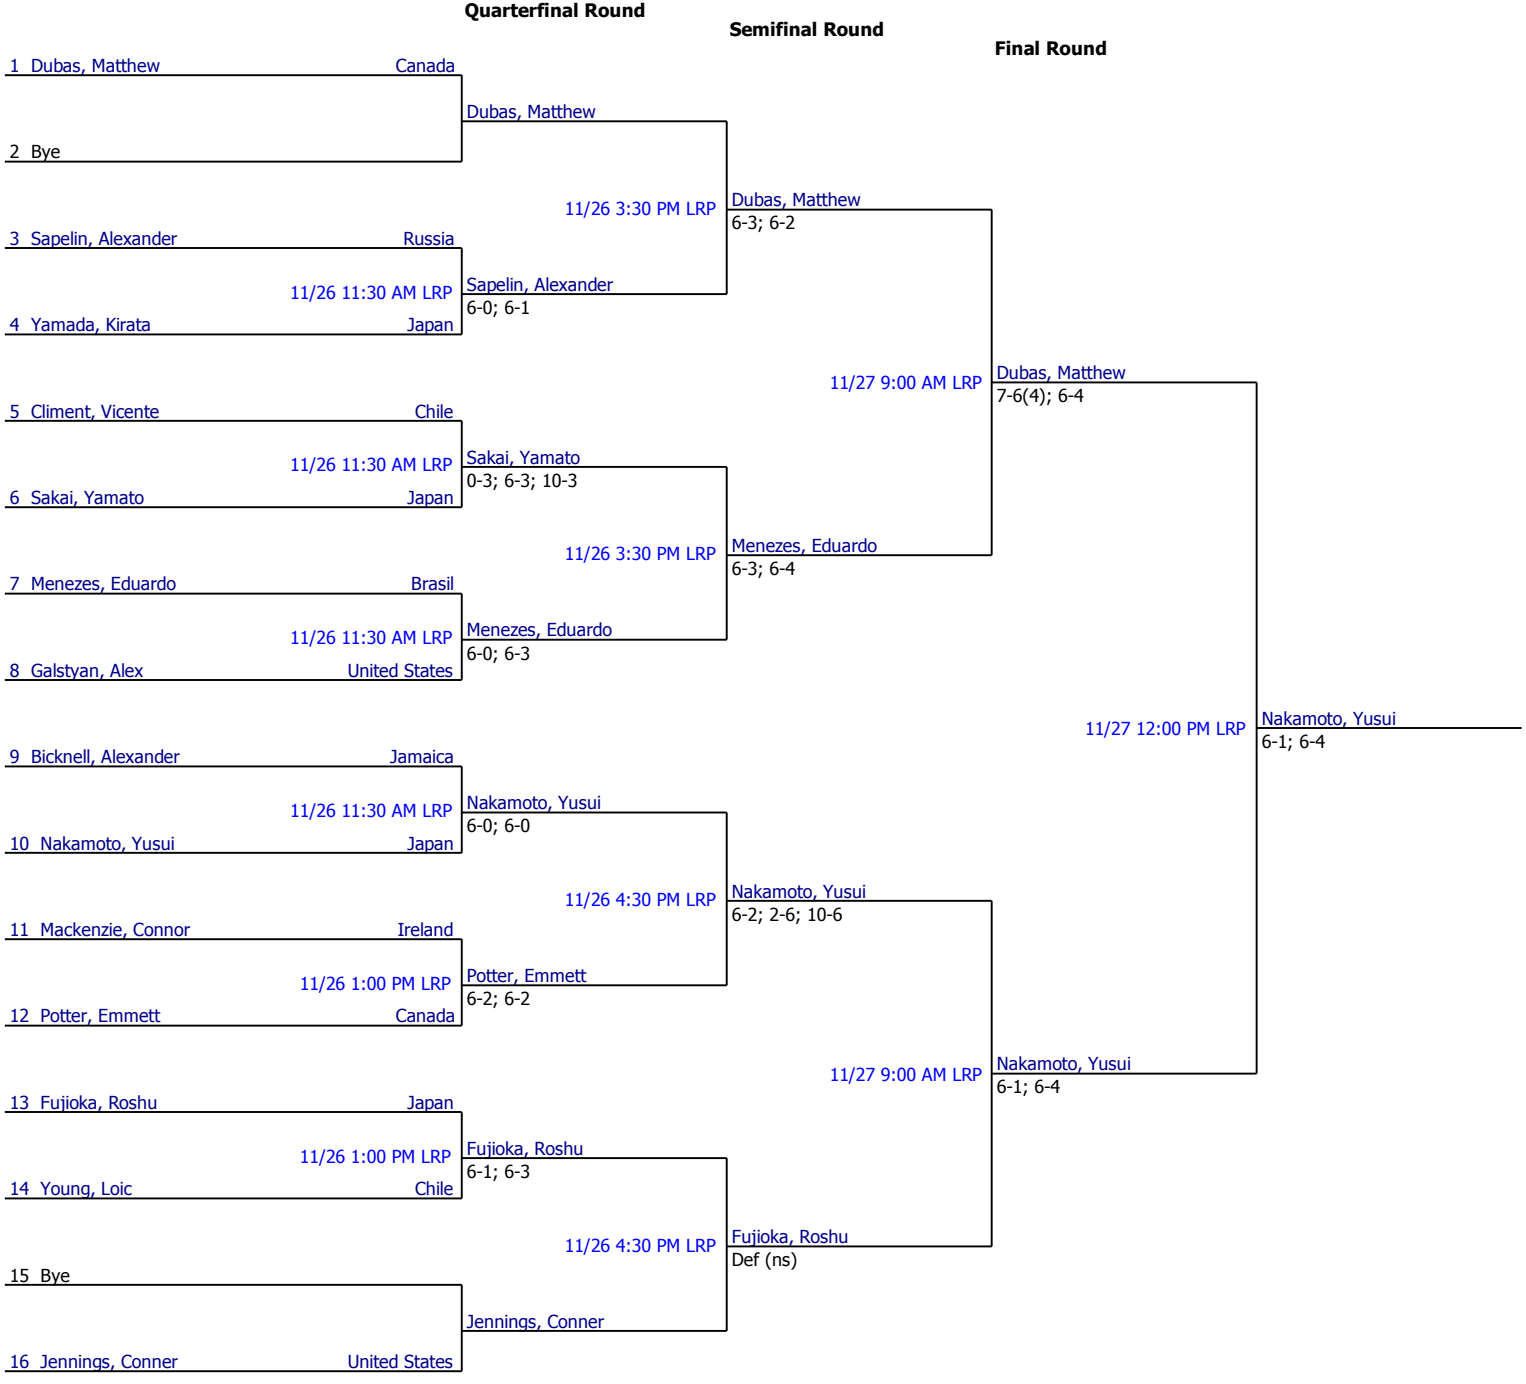 Quarterfinal Round
Semifinal Round
Final Round
1 Dubas, Matthew Canada
Dubas, Matthew
2 Bye
11/26 3:30 PM LRP Dubas, Matthew
6-3; 6-2
3 Sapelin, Alexander Russia
11/26 11:30 AM LRP Sapelin, Alexander
6-0; 6-1
4 Yamada, Kirata Japan
11/27 9:00 AM LRP Dubas, Matthew
7-6(4); 6-4
5 Climent, Vicente Chile
11/26 11:30 AM LRP Sakai, Yamato
0-3; 6-3; 10-3
6 Sakai, Yamato Japan
11/26 3:30 PM LRP Menezes, Eduardo
6-3; 6-4
7 Menezes, Eduardo Brasil
11/26 11:30 AM LRP Menezes, Eduardo
6-0; 6-3
8 Galstyan, Alex United States
11/27 12:00 PM LRP Nakamoto, Yusui
6-1; 6-4
9 Bicknell, Alexander Jamaica
11/26 11:30 AM LRP Nakamoto, Yusui
6-0; 6-0
10 Nakamoto, Yusui Japan
11/26 4:30 PM LRP Nakamoto, Yusui
6-2; 2-6; 10-6
11 Mackenzie, Connor Ireland
11/26 1:00 PM LRP Potter, Emmett
6-2; 6-2
12 Potter, Emmett Canada
11/27 9:00 AM LRP Nakamoto, Yusui
6-1; 6-4
13 Fujioka, Roshu Japan
11/26 1:00 PM LRP Fujioka, Roshu
6-1; 6-3
14 Young, Loic Chile
11/26 4:30 PM LRP Fujioka, Roshu
Def (ns)
15 Bye
Jennings, Conner
16 Jennings, Conner United States